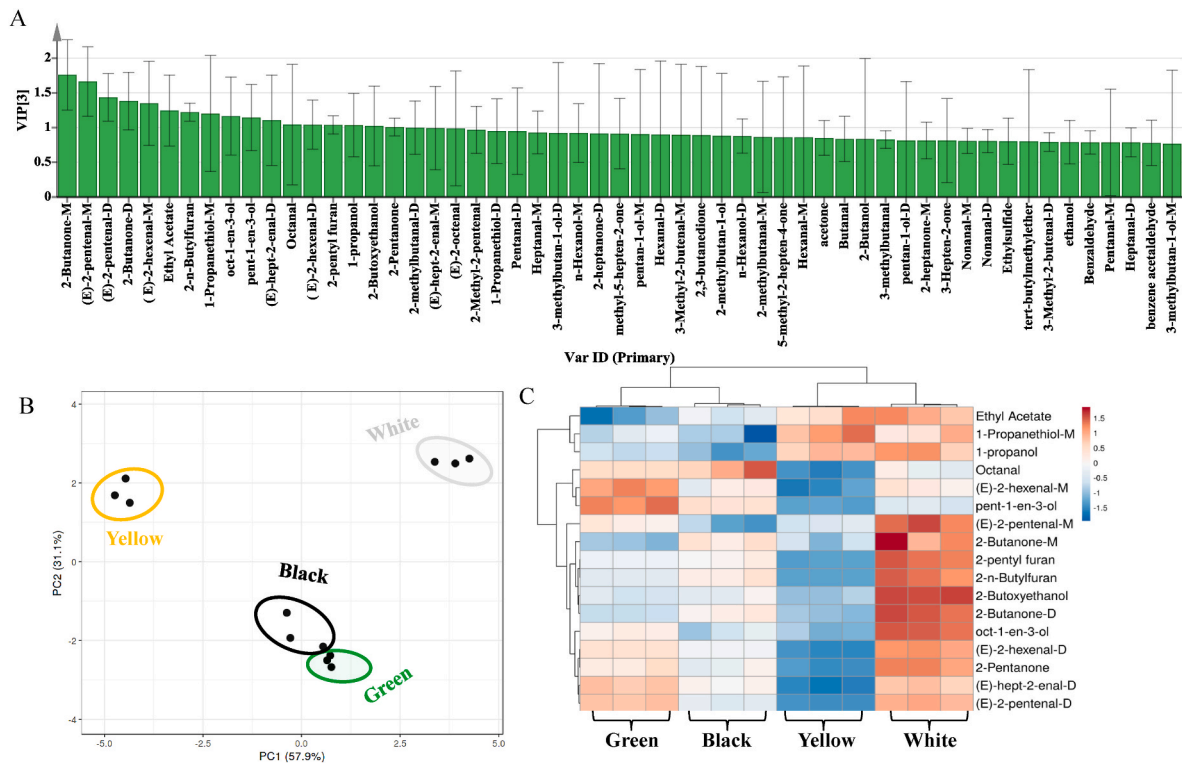 A
VIP[3]
2
1.5
1
0.5
0
2-Butanone-M
(E)-2-pentenal-M
(E)-2-pentenal-D
2-Butanone-D
( E)-2-hexenal-M
Ethyl Acetate
2-n-Butylfuran
1-Propanethiol-M
oct-1-en-3-ol
pent-1-en-3-ol
(E)-hept-2-enal-D
Octanal
( E)-2-hexenal-D
2-pentyl furan
1-propanol
2-Butoxyethanol
2-Pentanone
2-methylbutanal-D
(E)-hept-2-enal-M
(E)-2-octenal
2-Methyl-2-pentenal
1-Propanethiol-D
Pentanal-D
Heptanal-M
n-Hexanol-M
3-methylbutan-1-ol-D
n-Hexanol-M
2-heptanone-D
methyl-5-hepten-2-one
pentan-1-ol-M
Hexanal-D
3-Methyl-2-butenal-M
2,3-butanedione
2-methylbutan-1-ol
n-Hexanol-D
2-methylbutanal-M
5-methyl-2-hepten-4-one
Hexanal-M
acetone
Butanal
2-Butanol
3-methylbutanal
pentan-1-ol-D
2-heptanone-M
3-Hepten-2-one
Nonanal-M
Nonanal-D
Ethylsulfide
tert-butylmethylether
3-Methyl-2-butenal-D
ethanol
Benzaldehyde
Pentanal-M
Heptanal-D
benzene acetaldehyde
3-methylbutan-1-ol-M
Var ID (Primary)
B
4
2
0
-2
-4
PC2 (31.1%)
-5.0
-2.5
0.0
2.5
5.0
PC1 (57.9%)
White
Yellow
Black
Green
C
Ethyl Acetate
1-Propanethiol-M
1-propanol
Octanal
(E)-2-hexenal-M
pent-1-en-3-ol
(E)-2-pentenal-M
2-Butanone-M
2-pentyl furan
2-n-Butylfuran
2-Butoxyethanol
2-Butanone-D
oct-1-en-3-ol
(E)-2-hexenal-D
2-Pentanone
(E)-hept-2-enal-D
(E)-2-pentenal-D
1.5
1
0.5
0
-0.5
-1
-1.5
Green
Black
Yellow
White